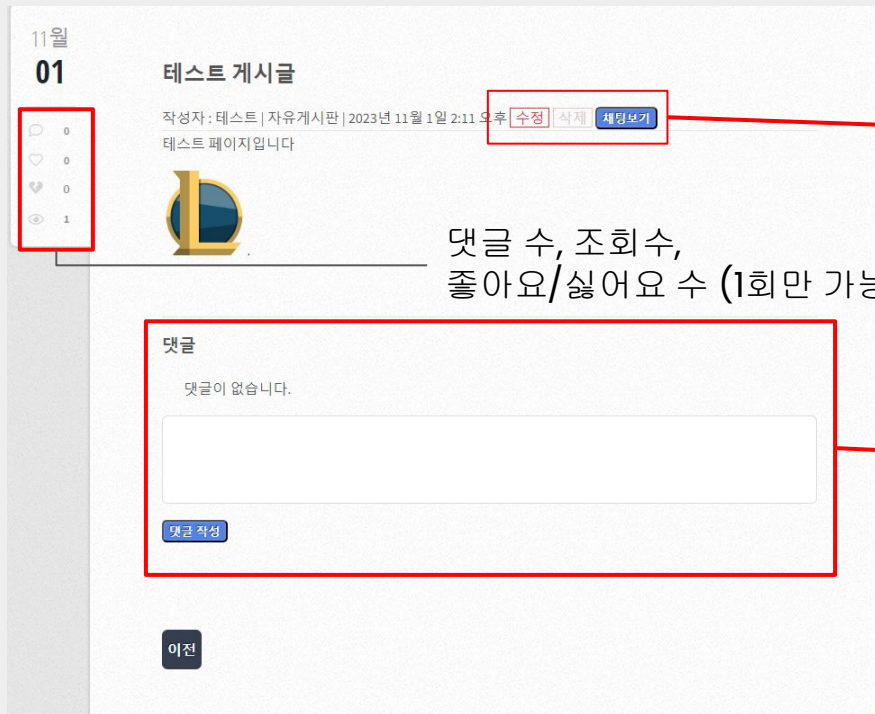 11월
01
테스트 게시글
작성자 : 테스트 | 자유게시판 | 2023년 11월 1일 2:11 오후 수정 삭제 채팅보기
테스트 페이지입니다
0
0
0
1
댓글 수, 조회수,
좋아요/싫어요 수 (1회만 가능
댓글
댓글이 없습니다.
댓글 작성
이전